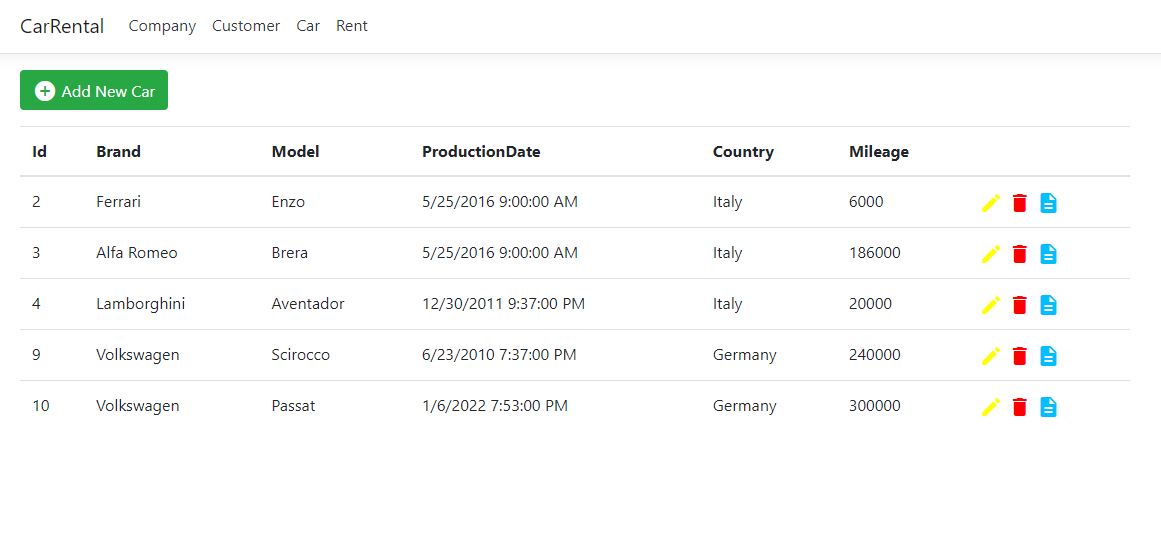 CarRental Company Customer Car Rent
Add New Car
Id Brand Model ProductionDate Country Mileage
2 Ferrari Enzo 5/25/2016 9:00:00 AM Italy 6000
3 Alfa Romeo Brera 5/25/2016 9:00:00 AM Italy 186000
4 Lamborghini Aventador 12/30/2011 9:37:00 PM Italy 20000
9 Volkswagen Scirocco 6/23/2010 7:37:00 PM Germany 240000
10 Volkswagen Passat 1/6/2022 7:53:00 PM Germany 300000